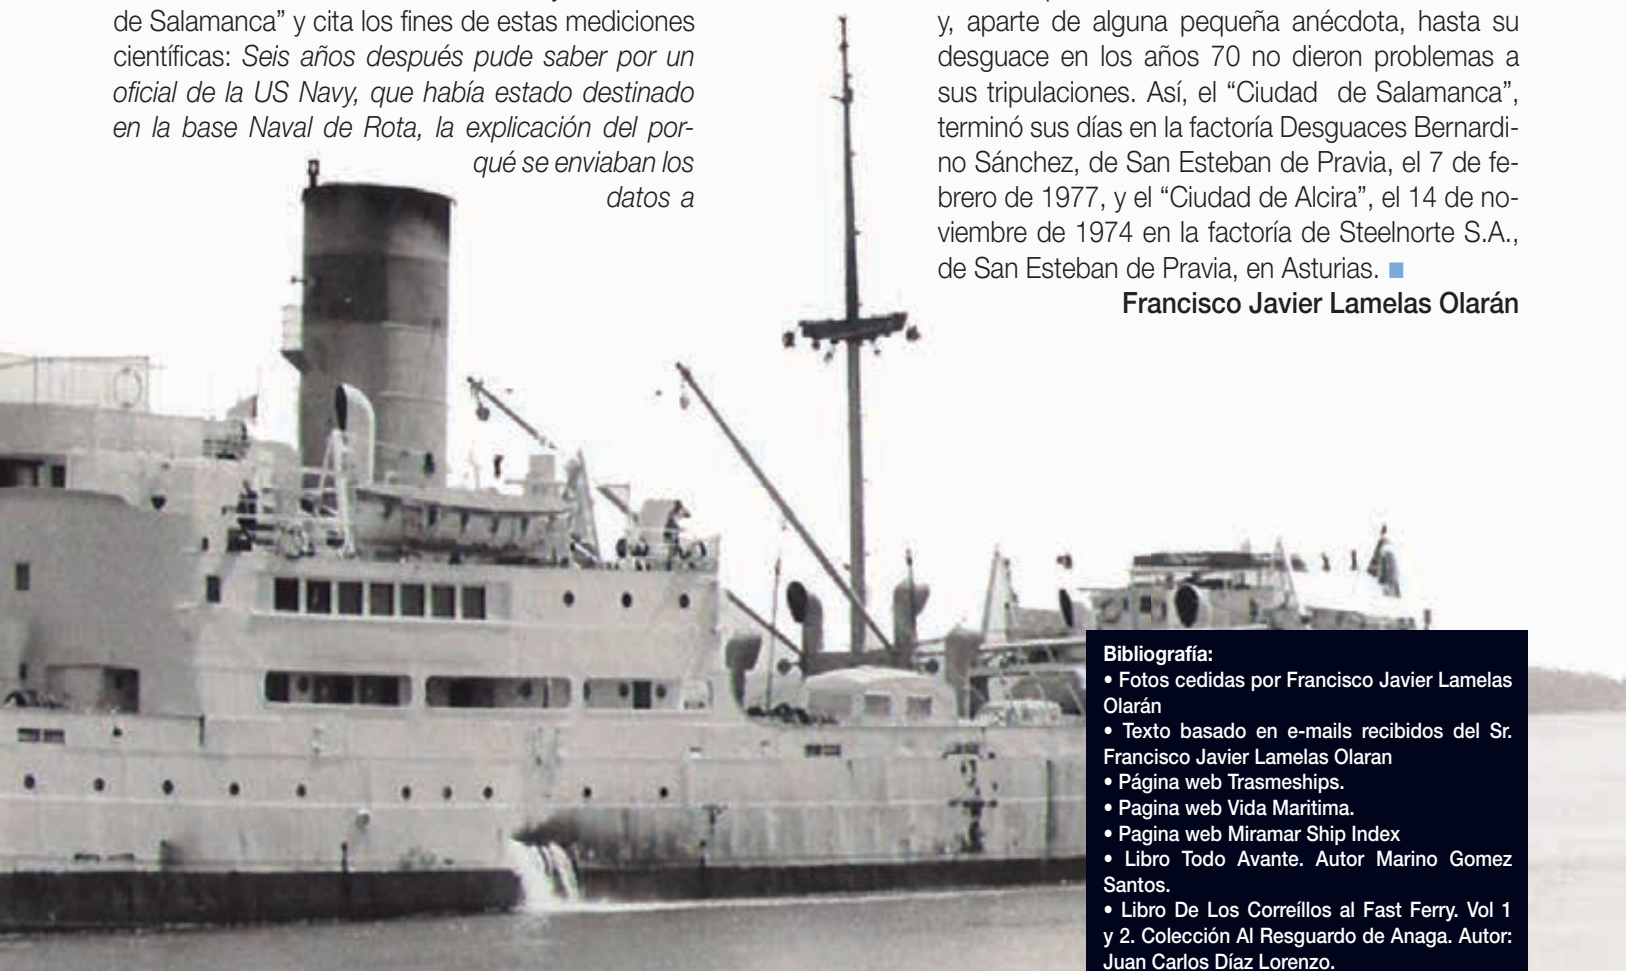 de Salamanca” y cita los fines de estas mediciones
científicas: Seis años después pude saber por un
oficial de la US Navy, que había estado destinado
en la base Naval de Rota, la explicación del por-
qué se enviaban los
datos a
y, aparte de alguna pequeña anécdota, hasta su
desguace en los años 70 no dieron problemas a
sus tripulaciones. Así, el “Ciudad de Salamanca”,
terminó sus días en la factoría Desguaces Bernardi-
no Sánchez, de San Esteban de Pravia, el 7 de fe-
brero de 1977, y el “Ciudad de Alcira”, el 14 de no-
viembre de 1974 en la factoría de Steelnorte S.A.,
de San Esteban de Pravia, en Asturias. ■
Francisco Javier Lamelas Olarán
Bibliografía:
• Fotos cedidas por Francisco Javier Lamelas
Olarán
• Texto basado en e-mails recibidos del Sr.
Francisco Javier Lamelas Olaran
• Página web Trasmeships.
• Pagina web Vida Maritima.
• Pagina web Miramar Ship Index
• Libro Todo Avante. Autor Marino Gomez
Santos.
• Libro De Los Correíllos al Fast Ferry. Vol 1
y 2. Colección Al Resguardo de Anaga. Autor:
Juan Carlos Díaz Lorenzo.